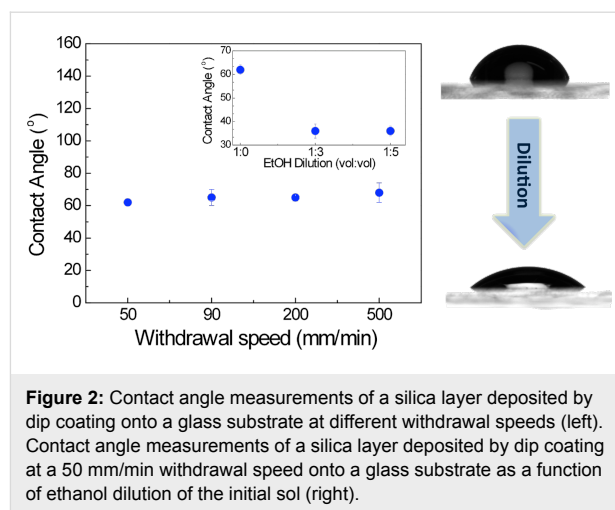 160
140
120
100
80
60
40
20
0
Contact Angle (°)
50 90 200 500
Withdrawal speed (mm/min)
70
60
50
40
30
Contact Angle (°)
1:0 1:3 1:5
EtOH Dilution (vol:vol)
Dilution
Figure 2: Contact angle measurements of a silica layer deposited by
dip coating onto a glass substrate at different withdrawal speeds (left).
Contact angle measurements of a silica layer deposited by dip coating
at a 50 mm/min withdrawal speed onto a glass substrate as a function
of ethanol dilution of the initial sol (right).